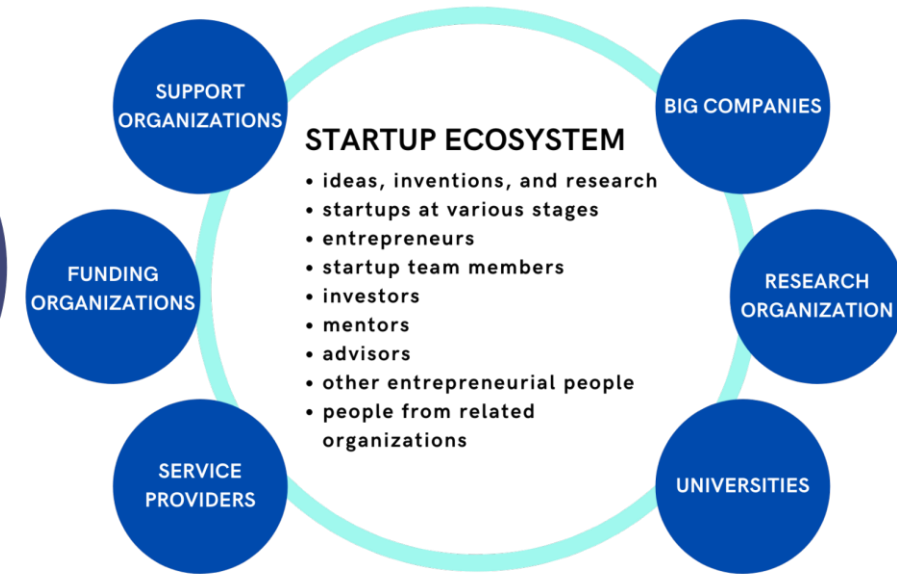 SUPPORT
ORGANIZATIONS
BIG COMPANIES
STARTUP ECOSYSTEM
• ideas, inventions, and research
• startups at various stages
• entrepreneurs
• startup team members
• investors
• mentors
• advisors
• other entrepreneurial people
• people from related
organizations
FUNDING
ORGANIZATIONS
RESEARCH
ORGANIZATION
SERVICE
PROVIDERS
UNIVERSITIES